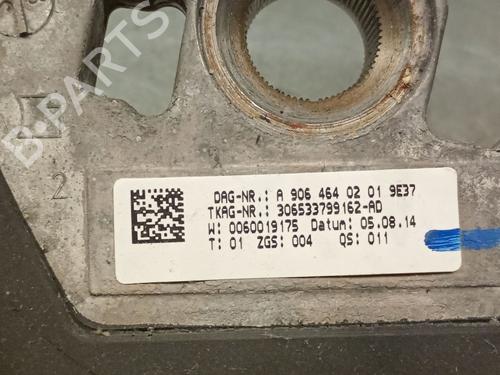 B-PARTS
2
DAG-NR.: A 906 464 02 01 9E37
TKAG-NR.: 306533799162-AD
W: 0060019175 Datum: 05.08.14
T: 01 ZGS: 004 QS: 011